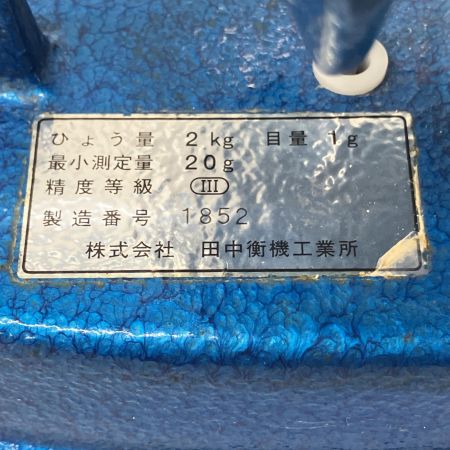 ひょう量 2kg 目量 1g
最小測定量 20g
精度等級 Ⅲ
製造番号 1852
株式会社 田中衡機工業所